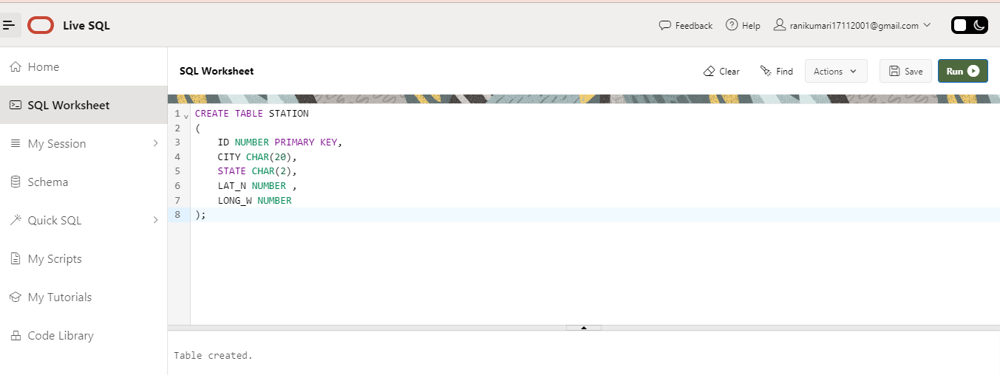 Live SQL
Feedback
Help
ranikumari17112001@gmail.com
Home
SQL Worksheet
My Session
Schema
Quick SQL
My Scripts
My Tutorials
Code Library
SQL Worksheet
Clear
Find
Actions
Save
Run
1 CREATE TABLE STATION
2 (
3     ID NUMBER PRIMARY KEY,
4     CITY CHAR(20),
5     STATE CHAR(2),
6     LAT_N NUMBER ,
7     LONG_W NUMBER
8 );
Table created.